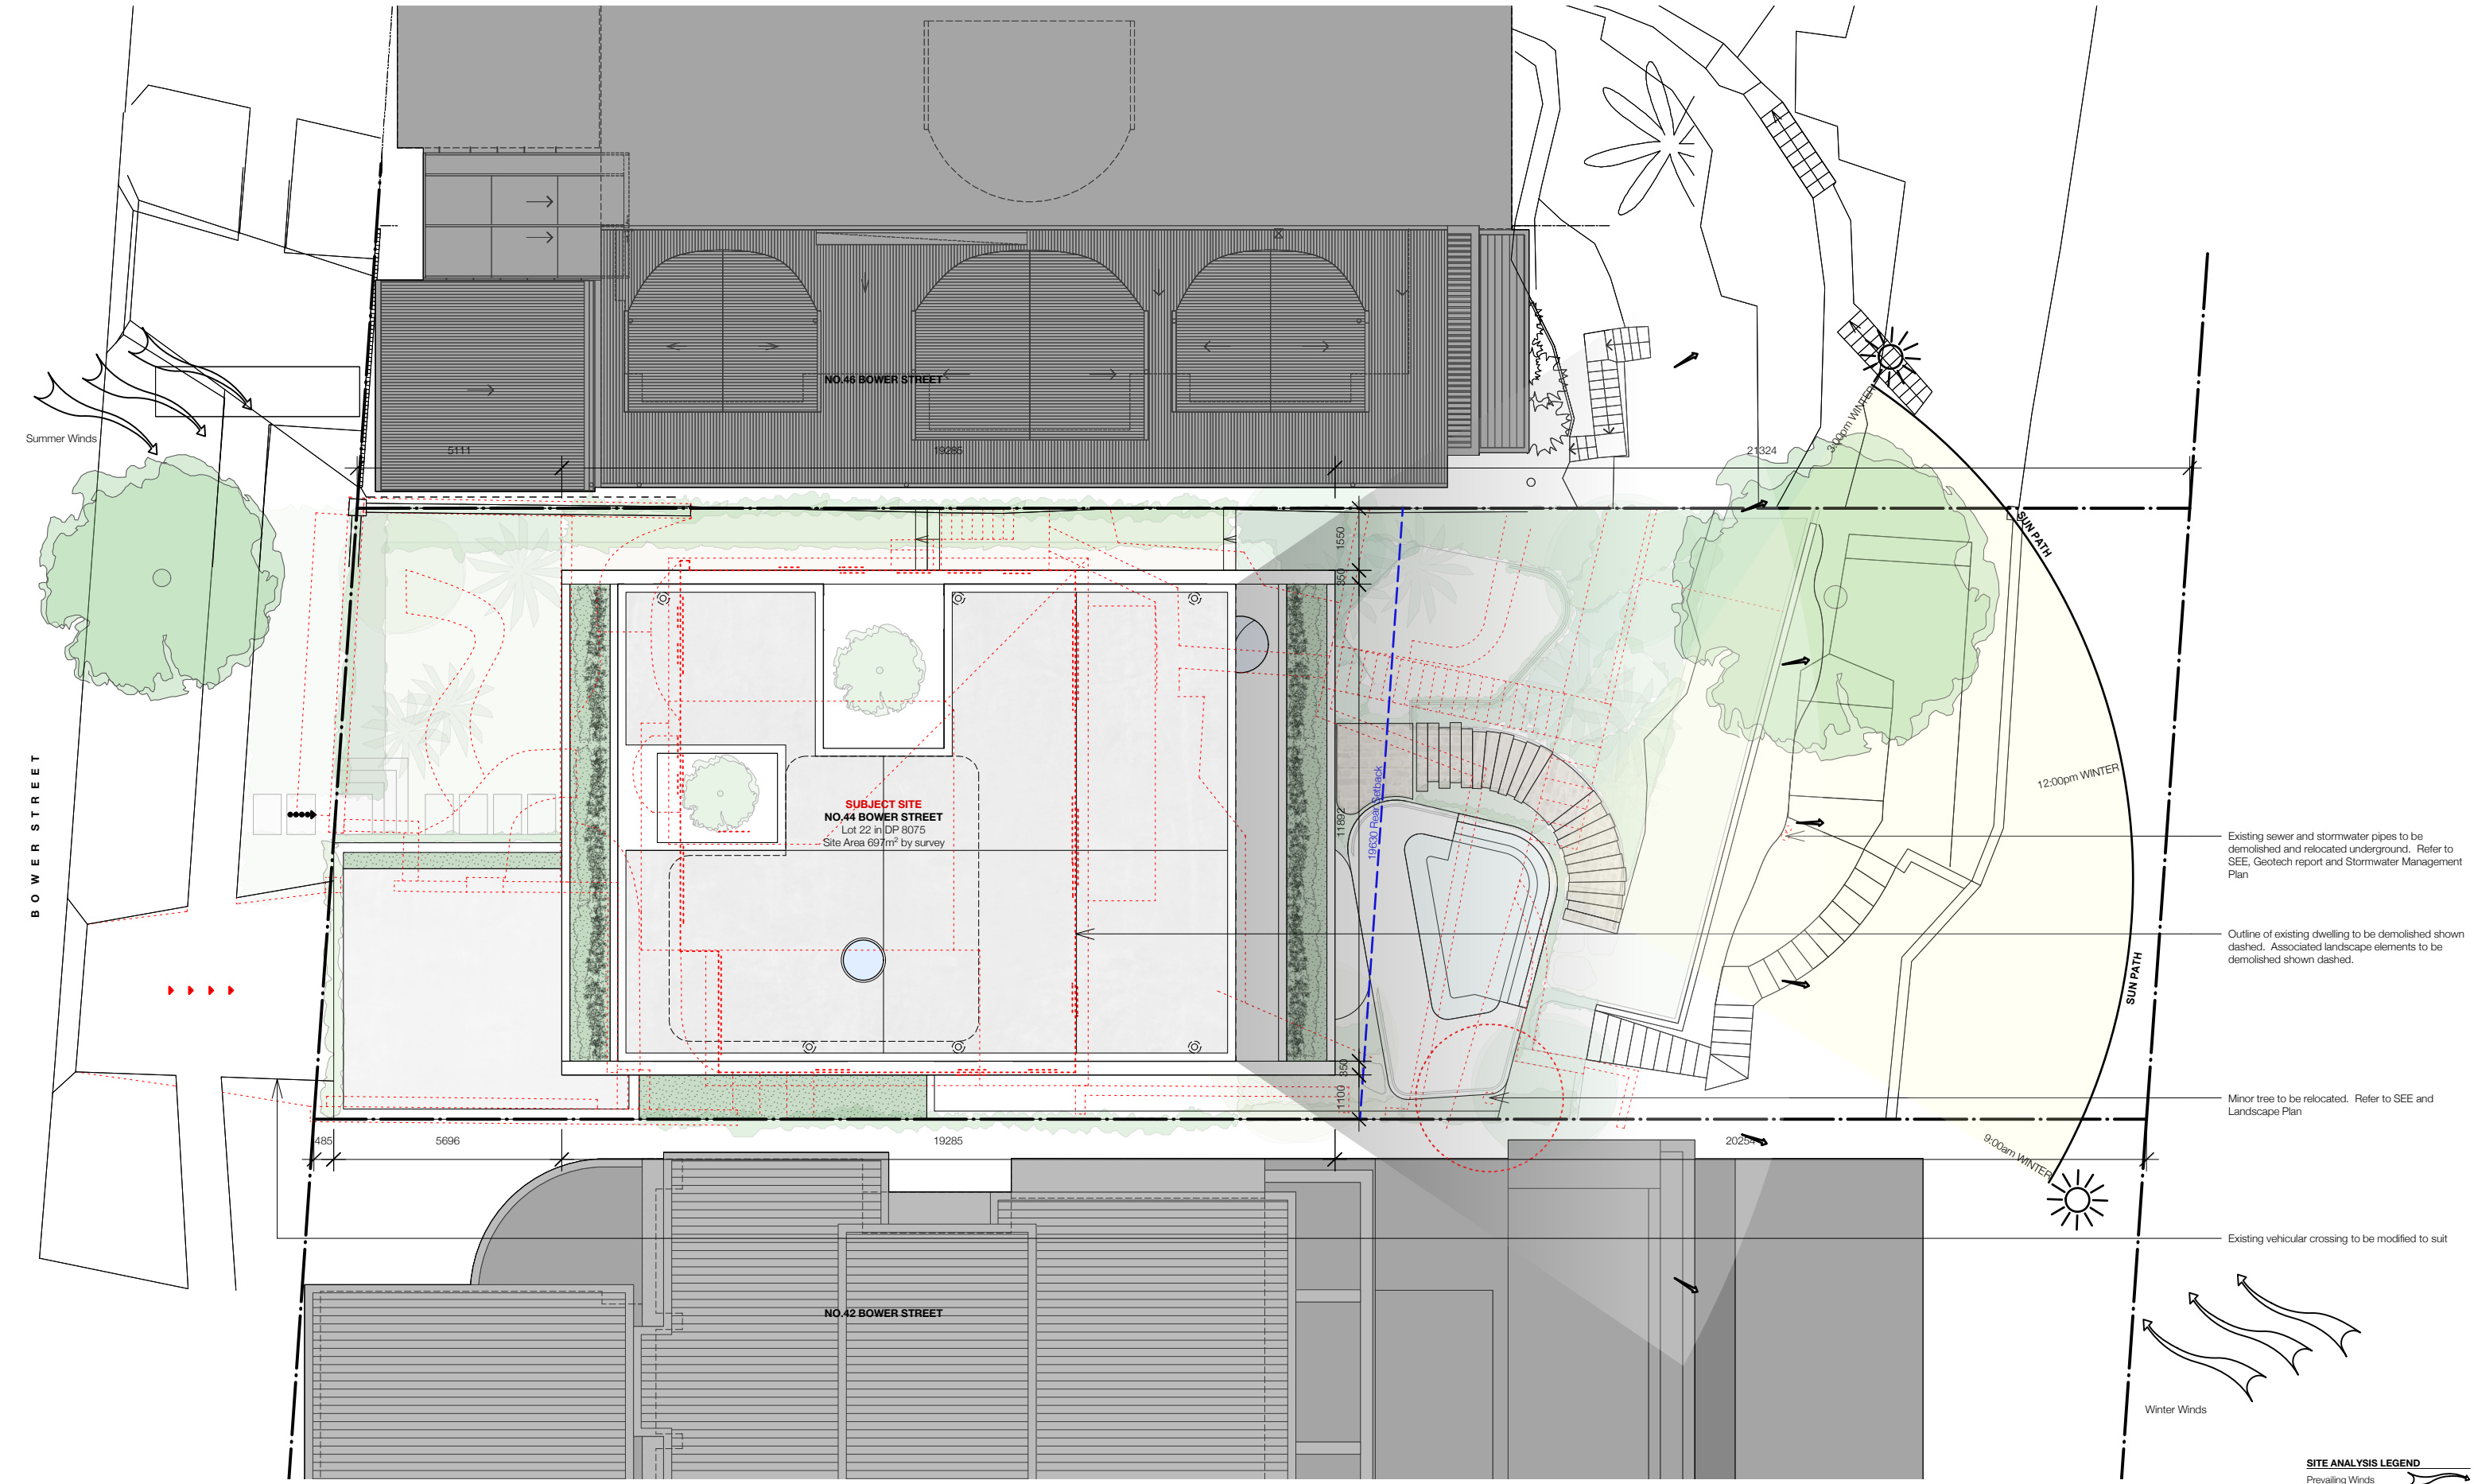 Summer Winds
NO.46 BOWER STREET
5111
19285
21324
3:00pm WINTER
SUN PATH
1550
350
12:00pm WINTER
BOWER STREET
SUBJECT SITE
NO.44 BOWER STREET
Lot 22 in DP 8075
Site Area 697m² by survey
11892
19630 Rear Setback
Existing sewer and stormwater pipes to be
demolished and relocated underground. Refer to
SEE, Geotech report and Stormwater Management
Plan
Outline of existing dwelling to be demolished shown
dashed. Associated landscape elements to be
demolished shown dashed.
SUN PATH
350
1100
Minor tree to be relocated. Refer to SEE and
Landscape Plan
485
5696
19285
20254
9:00am WINTER
Existing vehicular crossing to be modified to suit
NO.42 BOWER STREET
Winter Winds
SITE ANALYSIS LEGEND
Prevailing Winds